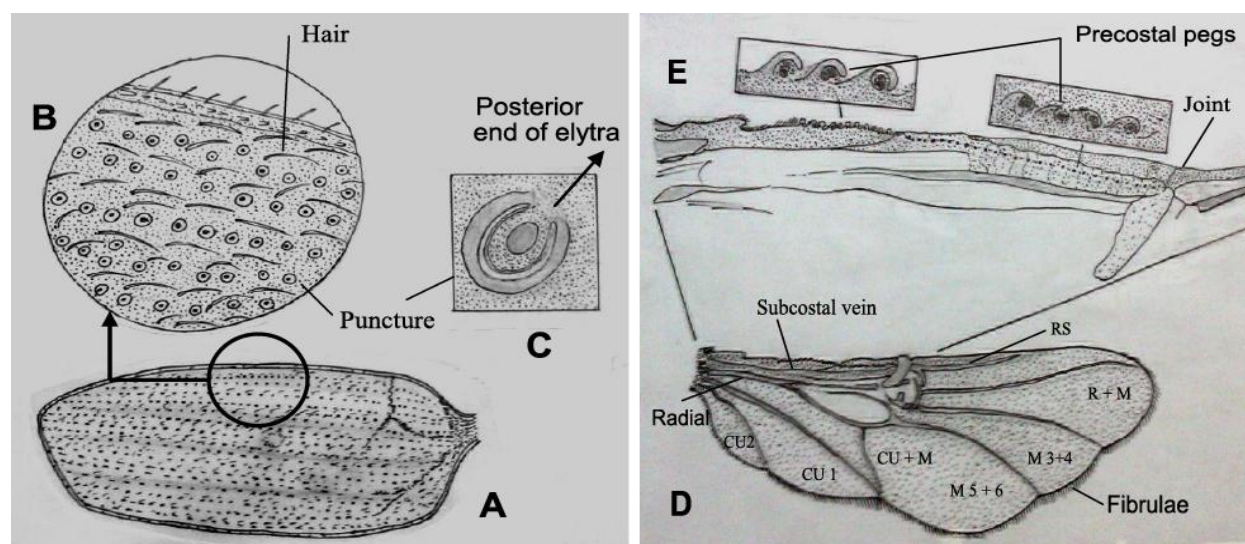 Hair
B
Posterior
end of elytra
Puncture
C
A
Precostal pegs
E
Joint
Subcostal vein
RS
Radial
R + M
CU2
CU 1
CU + M
M 3+4
M 5 + 6
D
Fibrulae